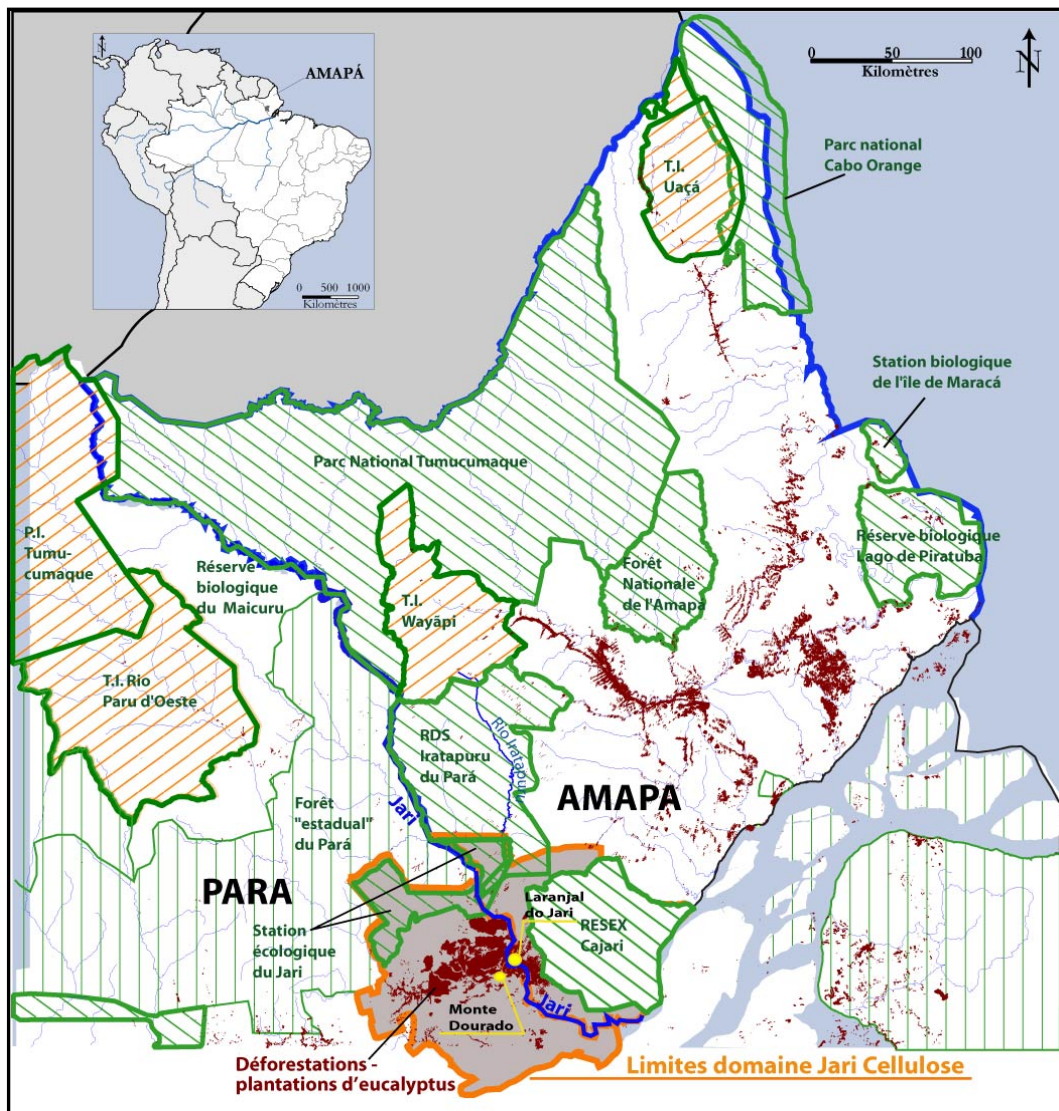 N
AMAPÁ
0 500 1000
Kilomètres
0 50 100
Kilomètres
N
Parc national
Cabo Orange
T.I.
Uaçá
Station biologique
de l'île de Maracá
Parc National Tumucumaque
P.I.
Tumu-
cumaque
Réserve
biologique
du Maicuru
T.I.
Wayãpi
Forêt
Nationale
de l'Amapá
Réserve biologique
Lago de Piratuba
T.I. Rio
Paru d'Oeste
RDS
Iratapuru
du Pará
Rio Iratapuru
Jari
AMAPA
Forêt
"estadual"
du Pará
PARA
Station
écologique
du Jari
Laranjal
do Jari
RESEX
Cajari
Jari
Monte
Dourado
Déforestations -
plantations d'eucalyptus
Limites domaine Jari Cellulose